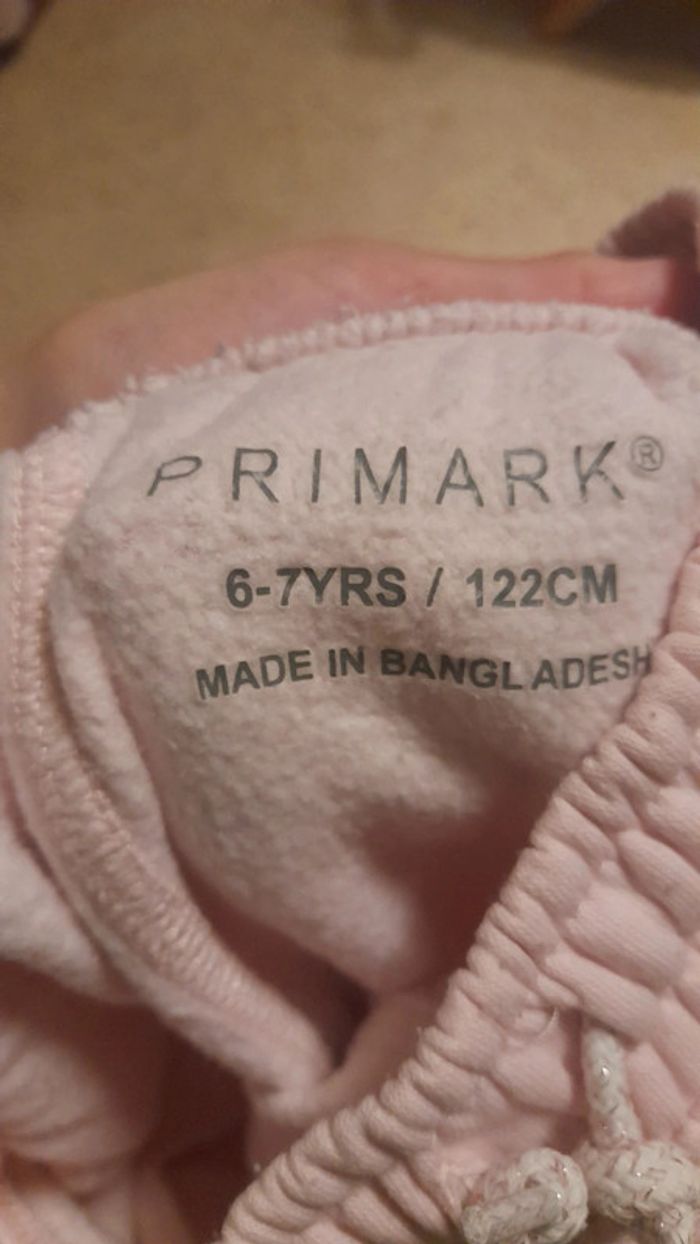 PRIMARK®
6-7YRS / 122CM
MADE IN BANGLADESH